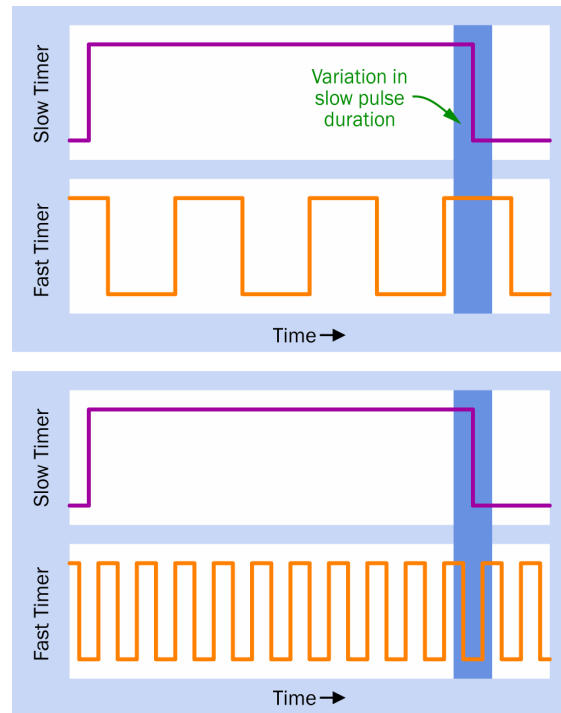 Slow Timer
Variation in
slow pulse
duration
Fast Timer
Time
Slow Timer
Fast Timer
Time